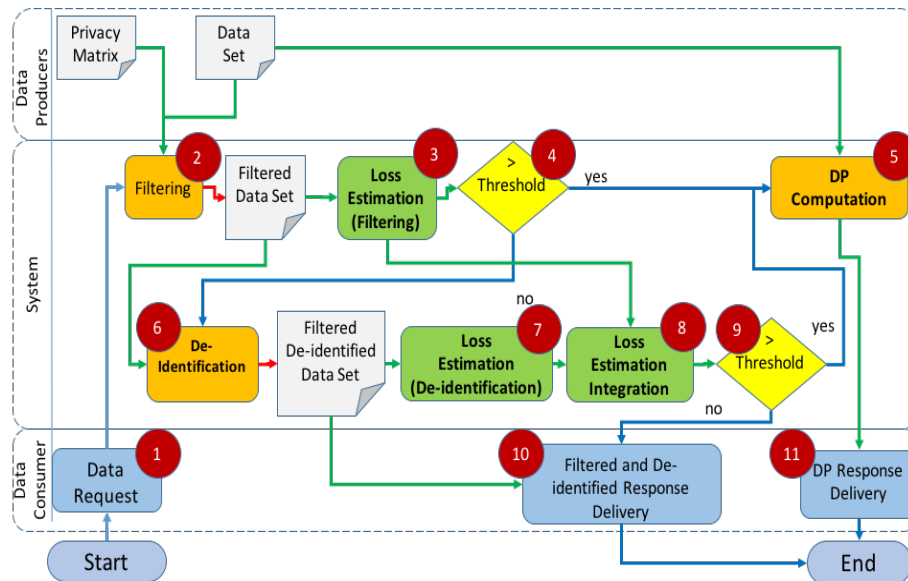 Data
Producers
Privacy
Matrix
Data
Set
System
2
Filtering
Filtered
Data Set
3
Loss
Estimation
(Filtering)
4
>
Threshold
yes
5
DP
Computation
6
De-
Identification
Filtered
De-identified
Data Set
no
7
Loss
Estimation
(De-identification)
8
Loss
Estimation
Integration
9
>
Threshold
yes
no
Data
Consumer
1
Data
Request
10
Filtered and De-
identified Response
Delivery
11
DP Response
Delivery
Start
End